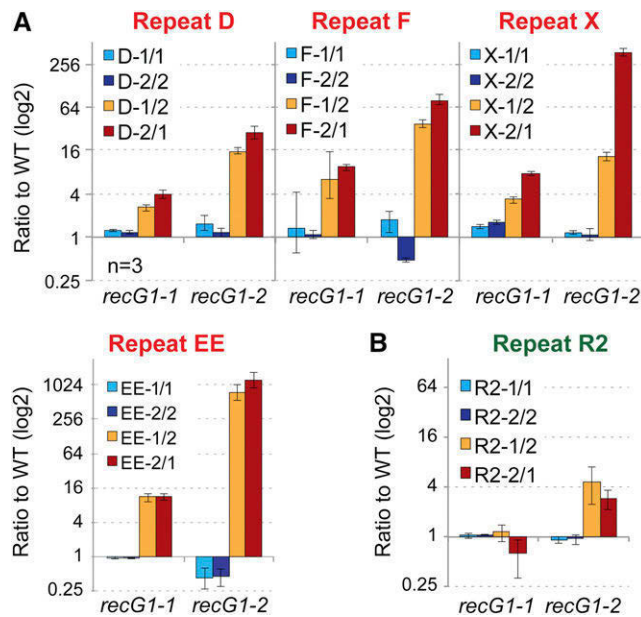 A
Repeat D
Repeat F
Repeat X
Ratio to WT (log2)
256
64
16
4
1
0.25
D-1/1
D-2/2
D-1/2
D-2/1
n=3
recG1-1 recG1-2
F-1/1
F-2/2
F-1/2
F-2/1
recG1-1 recG1-2
X-1/1
X-2/2
X-1/2
X-2/1
recG1-1 recG1-2
Repeat EE
Ratio to WT (log2)
1024
256
64
16
4
1
0.25
EE-1/1
EE-2/2
EE-1/2
EE-2/1
recG1-1 recG1-2
B
Repeat R2
Ratio to WT (log2)
64
16
4
1
0.25
R2-1/1
R2-2/2
R2-1/2
R2-2/1
recG1-1 recG1-2